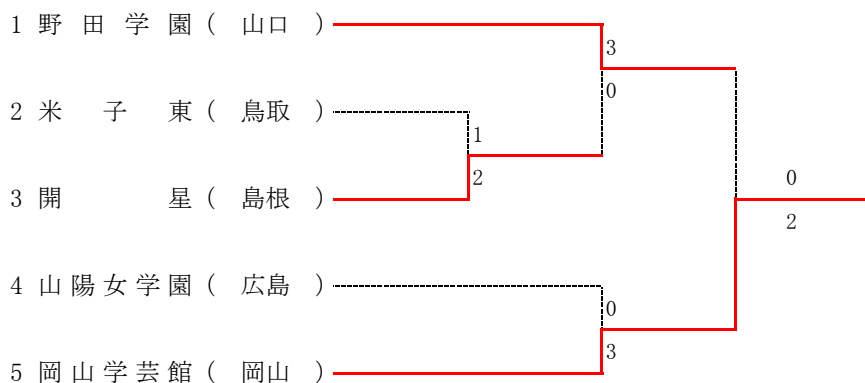 1 野田学園 ( 山口 )
3
0
2 米子東 ( 鳥取 )
1
2
3 開星 ( 島根 )
0
2
4 山陽女学園 ( 広島 )
0
3
5 岡山学芸館 ( 岡山 )